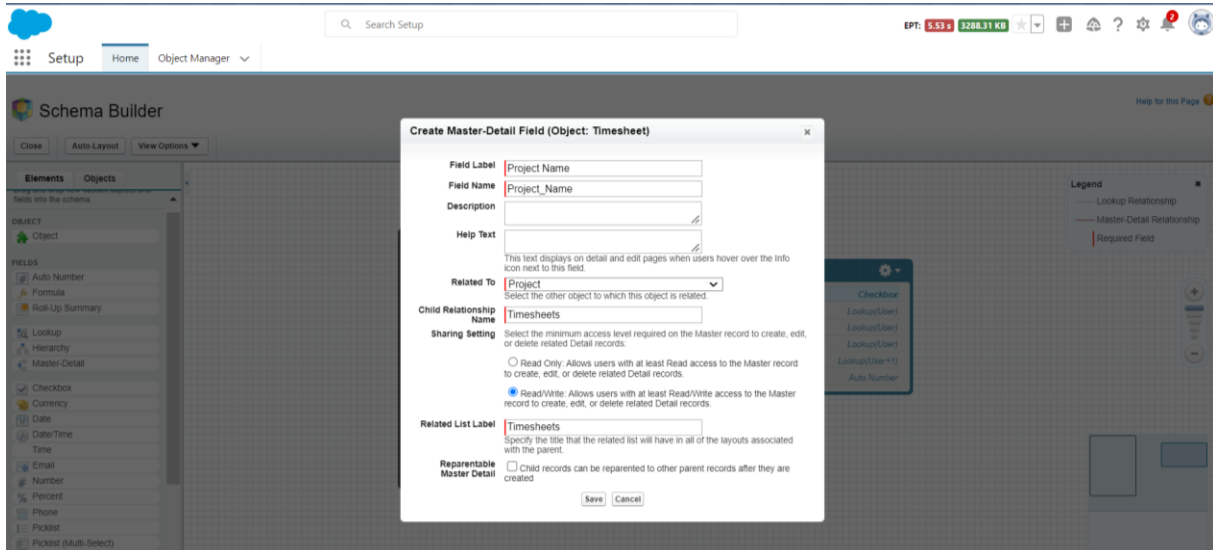 Search Setup
EPT: 5.53 s 3288.31 KB
2
Setup
Home
Object Manager
Schema Builder
Help for this Page
Close
Auto-Layout
View Options
Elements
Objects
fields into the schema.
OBJECT
Object
FIELDS
Auto Number
Formula
Roll-Up Summary
Lookup
Hierarchy
Master-Detail
Checkbox
Currency
Date
Date/Time
Time
Email
Number
Percent
Phone
Picklist
Picklist (Multi-Select)
Create Master-Detail Field (Object: Timesheet)
x
Field Label
Project Name
Field Name
Project_Name
Description
Help Text
This text displays on detail and edit pages when users hover over the Info
icon next to this field.
Related To
Project
Select the other object to which this object is related.
Child Relationship
Name
Timesheets
Sharing Setting
Select the minimum access level required on the Master record to create, edit,
or delete related Detail records:
Read Only: Allows users with at least Read access to the Master record
to create, edit, or delete related Detail records.
Read/Write: Allows users with at least Read/Write access to the Master
record to create, edit, or delete related Detail records.
Related List Label
Timesheets
Specify the title that the related list will have in all of the layouts associated
with the parent.
Reparentable
Master Detail
Child records can be reparented to other parent records after they are
created
Save
Cancel
Legend
Lookup Relationship
Master-Detail Relationship
Required Field
Checkbox
Lookup(User)
Lookup(User)
Lookup(User)
Lookup(User+1)
Auto Number